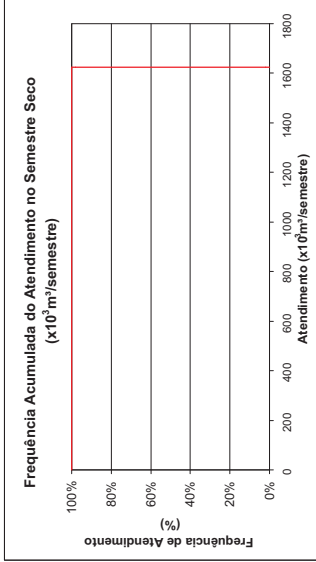 Frequência Acumulada do Atendimento no Semestre Seco
(x10³m³/semestre)
Frequência de Atendimento
(%)
100%
80%
60%
40%
20%
0%
0 200 400 600 800 1000 1200 1400 1600 1800
Atendimento (x10³m³/semestre)